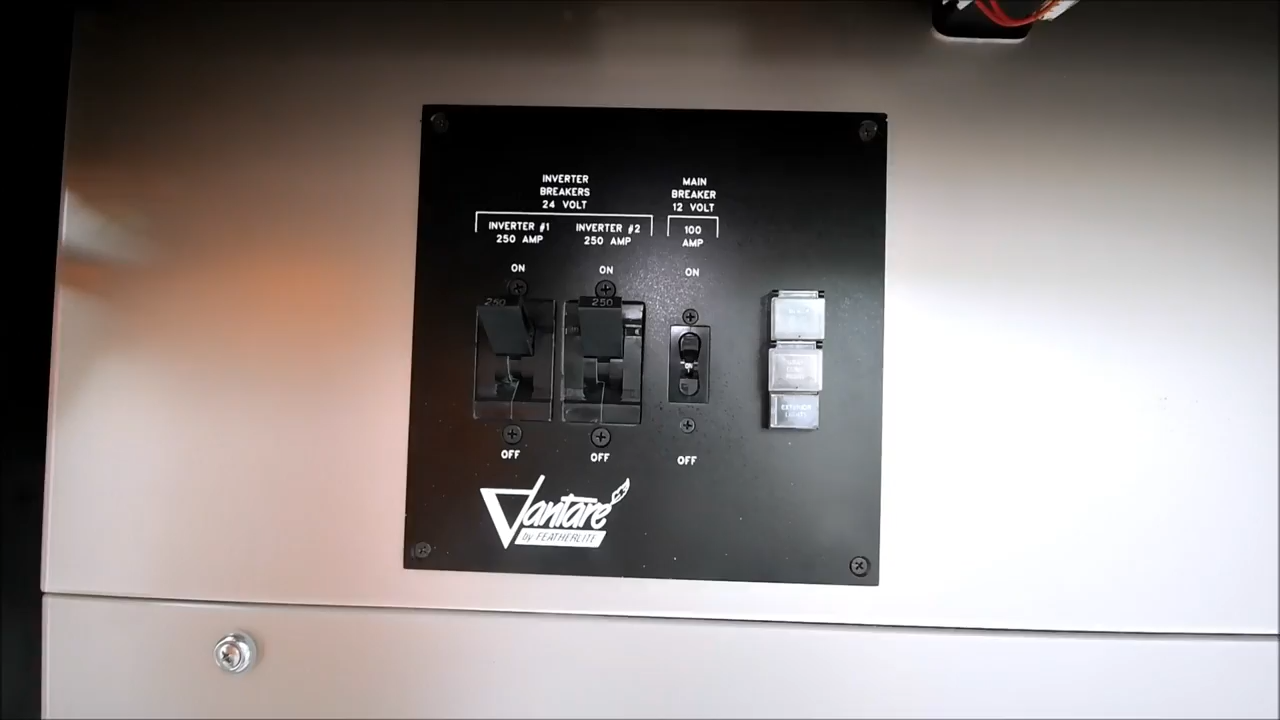 INVERTER
BREAKERS
24 VOLT
MAIN
BREAKER
12 VOLT
INVERTER #1
250 AMP
INVERTER #2
250 AMP
100
AMP
ON
ON
ON
250
250
OFF
OFF
OFF
EXTERIOR
LIGHTS
Vantare
by FEATHERLITE